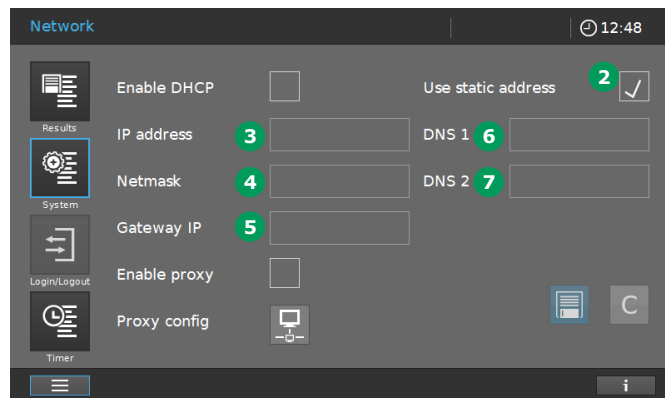 Network
12:48
Enable DHCP
Use static address
2
Results
IP address
3
DNS 1
6
Netmask
4
DNS 2
7
System
Gateway IP
5
Login/Logout
Enable proxy
C
Proxy config
Timer
i